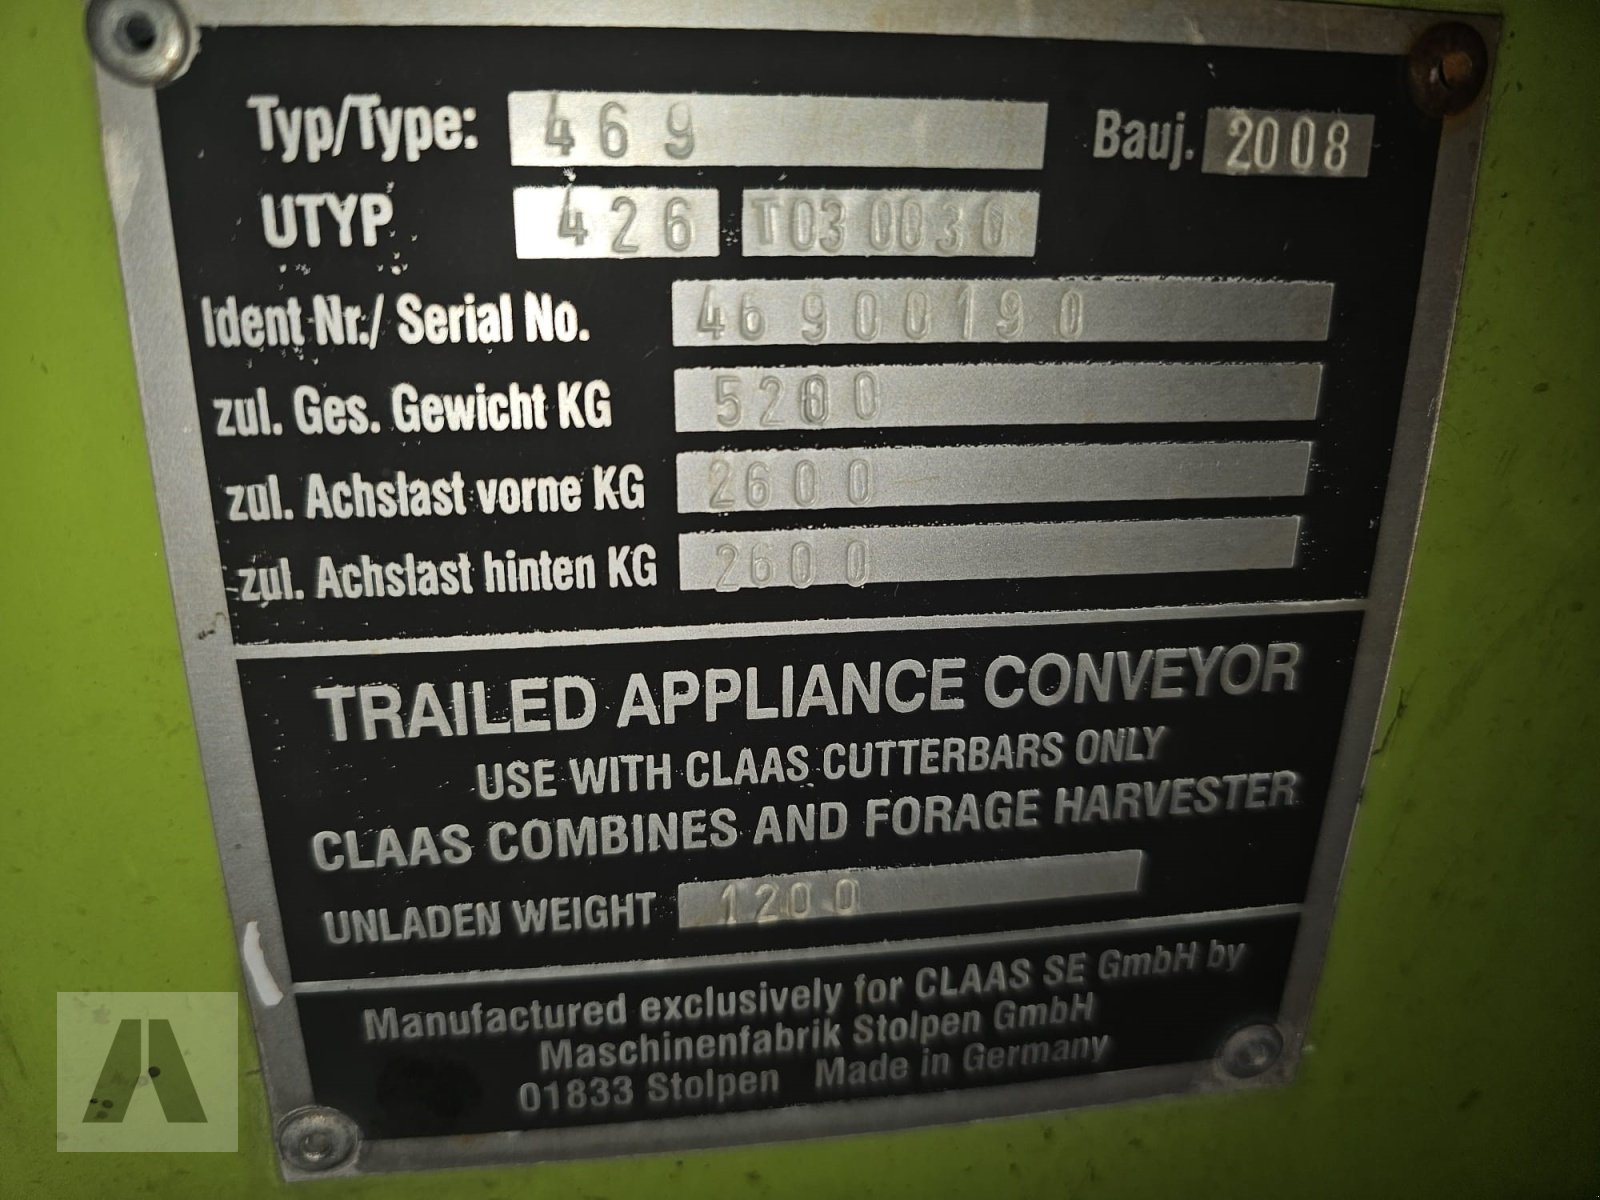 Typ/Type: 469 Bauj. 2008
UTYP 426 T030030
Ident Nr./ Serial No. 46900190
zul. Ges. Gewicht KG 5200
zul. Achslast vorne KG 2600
zul. Achslast hinten KG 2600
TRAILED APPLIANCE CONVEYOR
USE WITH CLAAS CUTTERBARS ONLY
CLAAS COMBINES AND FORAGE HARVESTER
UNLADEN WEIGHT 1200
Manufactured exclusively for CLAAS SE GmbH by
Maschinenfabrik Stolpen GmbH
01833 Stolpen Made in Germany